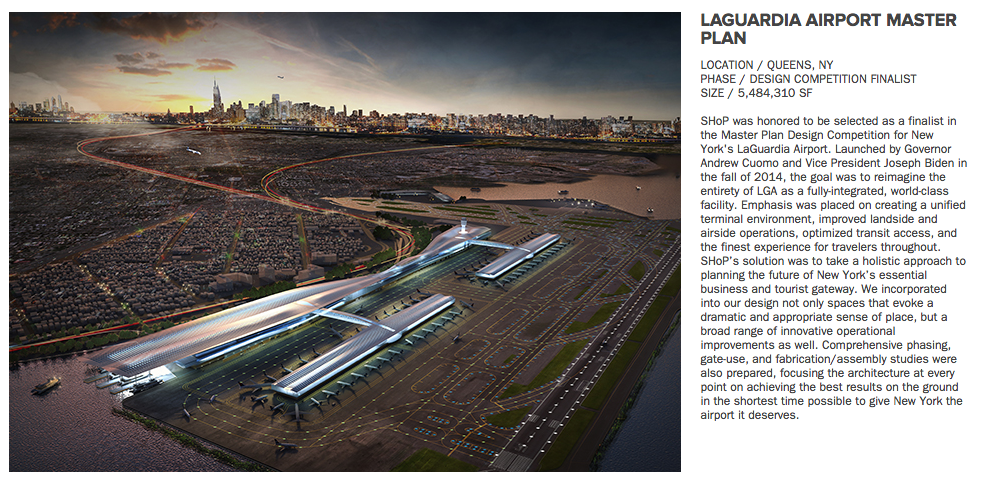 LAGUARDIA AIRPORT MASTER
PLAN
LOCATION / QUEENS, NY
PHASE / DESIGN COMPETITION FINALIST
SIZE / 5,484,310 SF
SHoP was honored to be selected as a finalist in
the Master Plan Design Competition for New
York's LaGuardia Airport. Launched by Governor
Andrew Cuomo and Vice President Joseph Biden in
the fall of 2014, the goal was to reimagine the
entirety of LGA as a fully-integrated, world-class
facility. Emphasis was placed on creating a unified
terminal environment, improved landside and
airside operations, optimized transit access, and
the finest experience for travelers throughout.
SHoP's solution was to take a holistic approach to
planning the future of New York's essential
business and tourist gateway. We incorporated
into our design not only spaces that evoke a
dramatic and appropriate sense of place, but a
broad range of innovative operational
improvements as well. Comprehensive phasing,
gate-use, and fabrication/assembly studies were
also prepared, focusing the architecture at every
point on achieving the best results on the ground
in the shortest time possible to give New York the
airport it deserves.